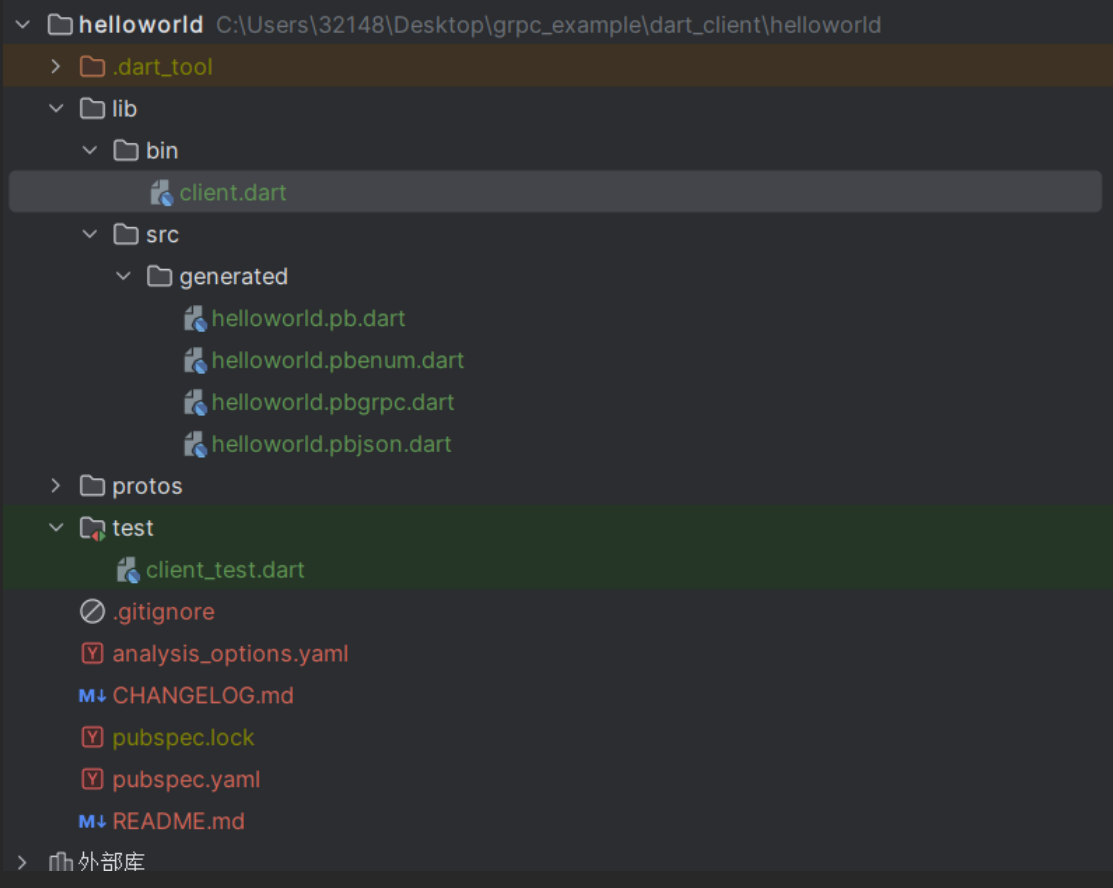 helloworld C:\Users\32148\Desktop\grpc_example\dart_client\helloworld
.dart_tool
lib
bin
client.dart
src
generated
helloworld.pb.dart
helloworld.pbenum.dart
helloworld.pbgrpc.dart
helloworld.pbjson.dart
protos
test
client_test.dart
.gitignore
Y analysis_options.yaml
M↓ CHANGELOG.md
Y pubspec.lock
Y pubspec.yaml
M↓ README.md
外部库